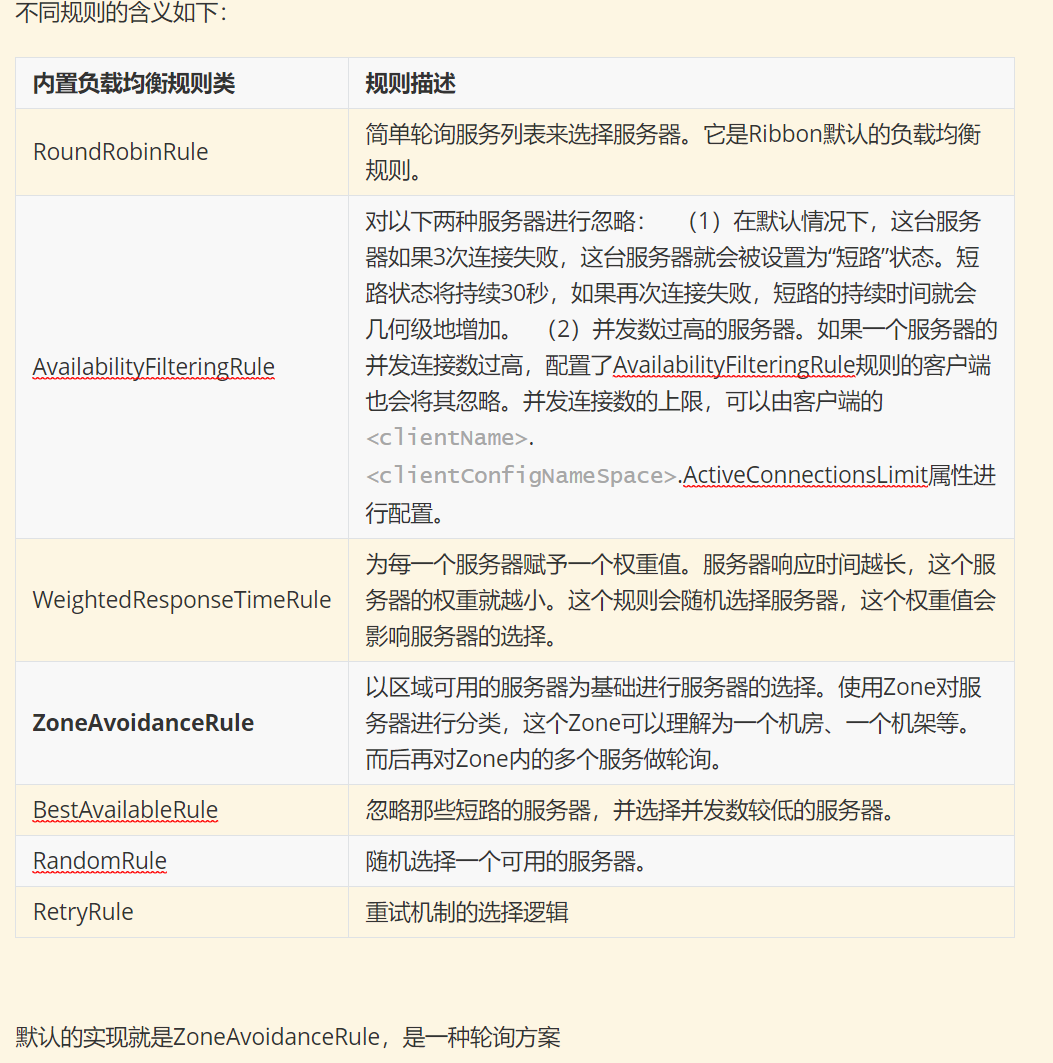 不同规则的含义如下：
内置负载均衡规则类
规则描述
RoundRobinRule
简单轮询服务列表来选择服务器。它是Ribbon默认的负载均衡
规则。
AvailabilityFilteringRule
对以下两种服务器进行忽略： （1）在默认情况下，这台服务
器如果3次连接失败，这台服务器就会被设置为“短路”状态。短
路状态将持续30秒，如果再次连接失败，短路的持续时间就会
几何级地增加。 （2）并发数过高的服务器。如果一个服务器的
并发连接数过高，配置了AvailabilityFilteringRule规则的客户端
也会将其忽略。并发连接数的上限，可以由客户端的
<clientName>.
<clientConfigNameSpace>.ActiveConnectionsLimit属性进
行配置。
WeightedResponseTimeRule
为每一个服务器赋予一个权重值。服务器响应时间越长，这个服
务器的权重就越小。这个规则会随机选择服务器，这个权重值会
影响服务器的选择。
ZoneAvoidanceRule
以区域可用的服务器为基础进行服务器的选择。使用Zone对服
务器进行分类，这个Zone可以理解为一个机房、一个机架等。
而后再对Zone内的多个服务做轮询。
BestAvailableRule
忽略那些短路的服务器，并选择并发数较低的服务器。
RandomRule
随机选择一个可用的服务器。
RetryRule
重试机制的选择逻辑
默认的实现就是ZoneAvoidanceRule，是一种轮询方案